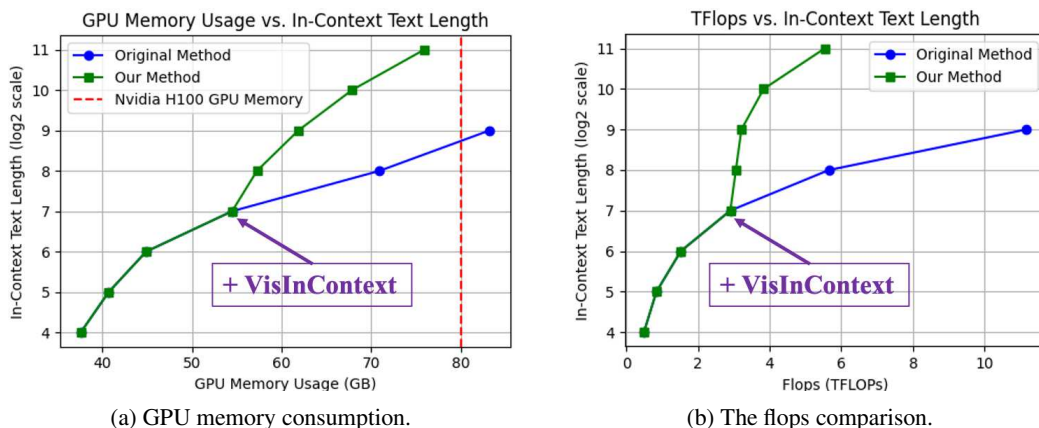 GPU Memory Usage vs. In-Context Text Length
In-Context Text Length (log2 scale)
11
10
9
8
7
6
5
4
Original Method
Our Method
Nvidia H100 GPU Memory
+ VisInContext
40 50 60 70 80
GPU Memory Usage (GB)
(a) GPU memory consumption.
TFlops vs. In-Context Text Length
In-Context Text Length (log2 scale)
11
10
9
8
7
6
5
4
Original Method
Our Method
+ VisInContext
0 2 4 6 8 10
Flops (TFLOPs)
(b) The flops comparison.